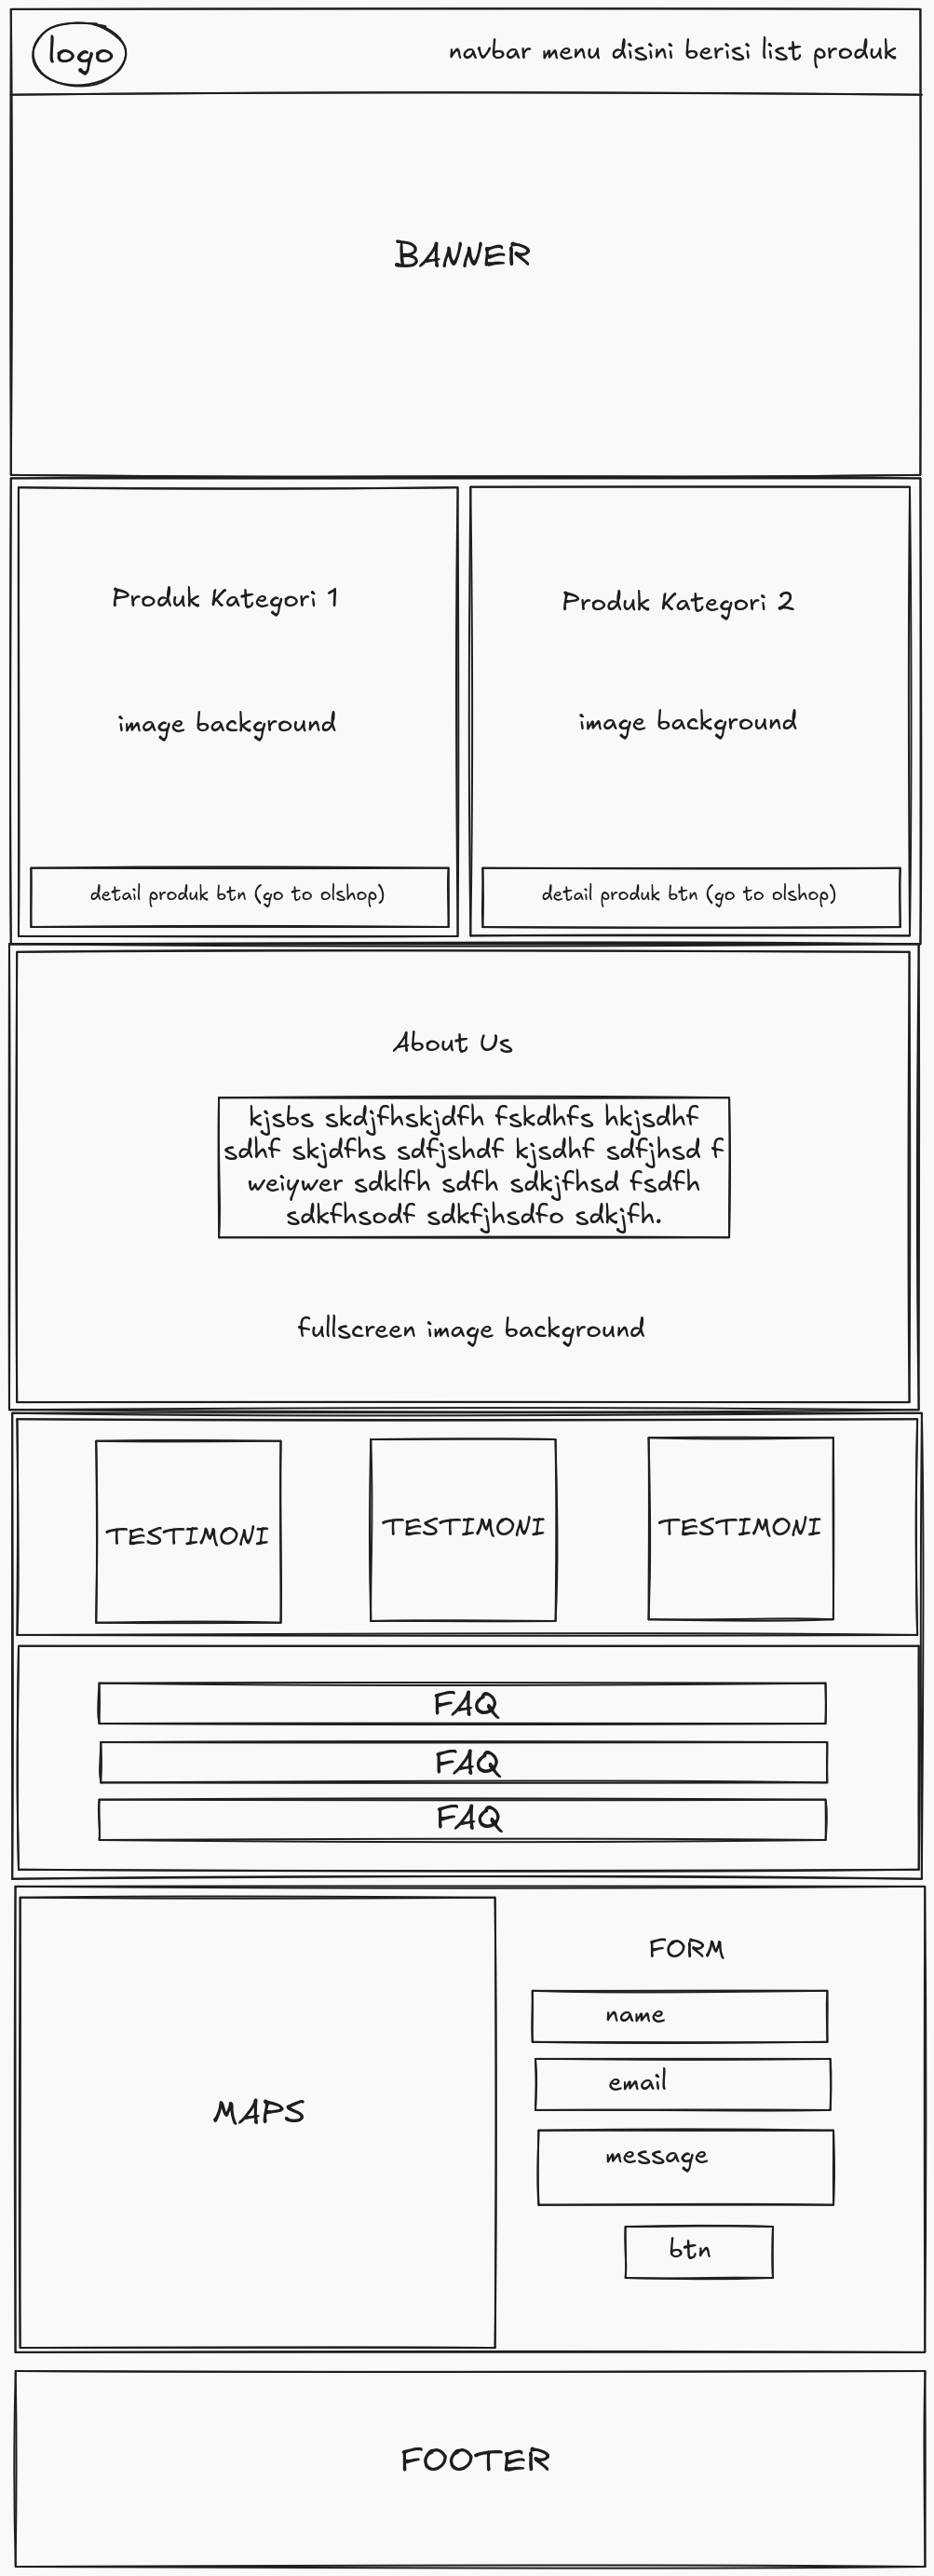 logo
navbar menu disini berisi list produk
BANNER
Produk Kategori 1
image background
detail produk btn (go to olshop)
Produk Kategori 2
image background
detail produk btn (go to olshop)
About Us
kjsbs skdjfhskjdfh fskdhfs hkjsdhf
sdhf skjdfhs sdfjshdf kjsdhf sdfjhsd f
weiywer sdklfh sdfh sdkjfhsd fsdfh
sdkfhsodf sdkfjhsdfo sdkjfh.
fullscreen image background
TESTIMONI
TESTIMONI
TESTIMONI
FAQ
FAQ
FAQ
MAPS
FORM
name
email
message
btn
FOOTER